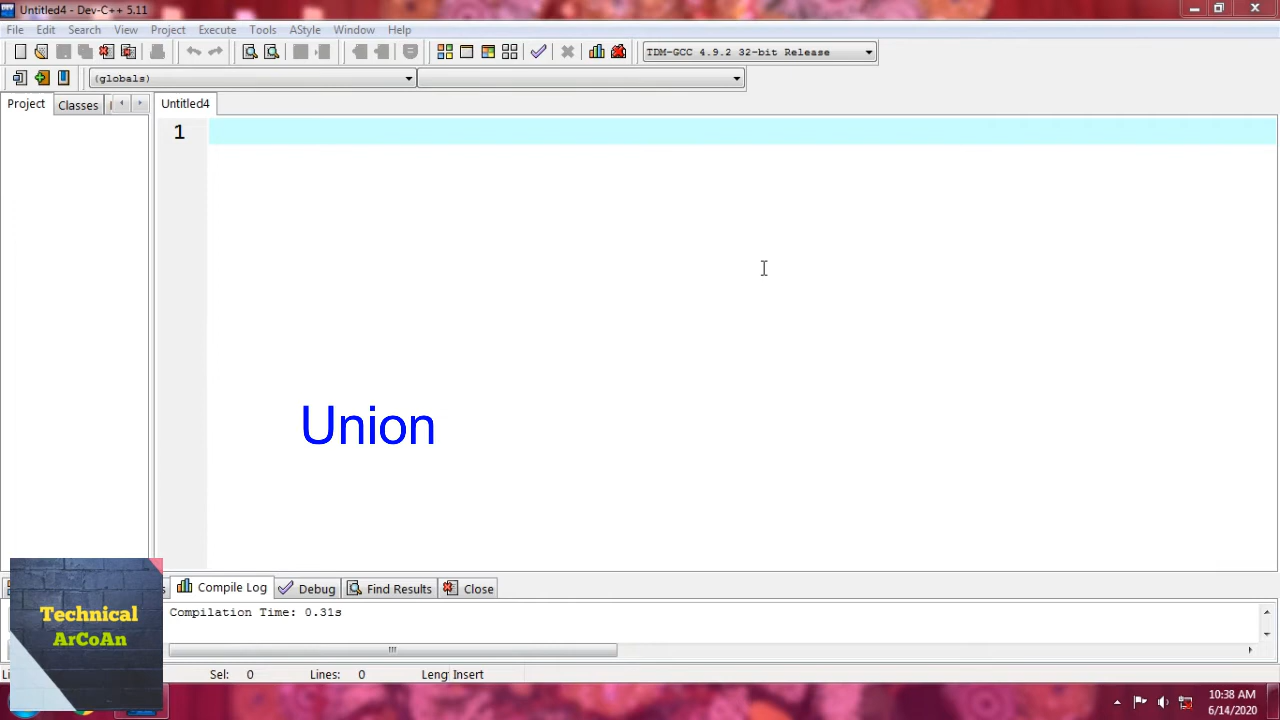 Untitled4 - Dev-C++ 5.11
File Edit Search View Project Execute Tools AStyle Window Help
TDM-GCC 4.9.2 32-bit Release
(globals)
Project Classes
Untitled4
1
Union
Compile Log Debug Find Results Close
Compilation Time: 0.31s
Technical
ArCoAn
Sel: 0 Lines: 0 Leng Insert
10:38 AM
6/14/2020